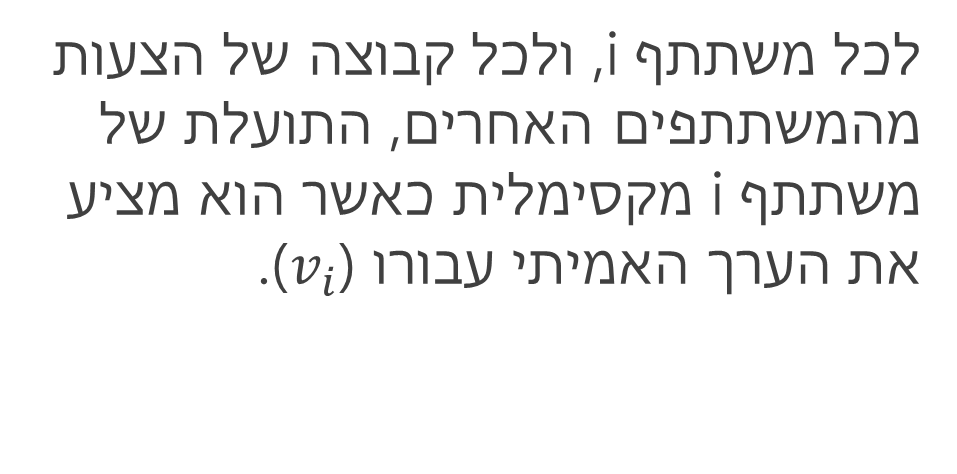 לכל משתתף i, ולכל קבוצה של הצעות
מהמשתתפים האחרים, התועלת של
משתתף i מקסימלית כאשר הוא מציע
את הערך האמיתי עבורו (𝑣ᵢ).